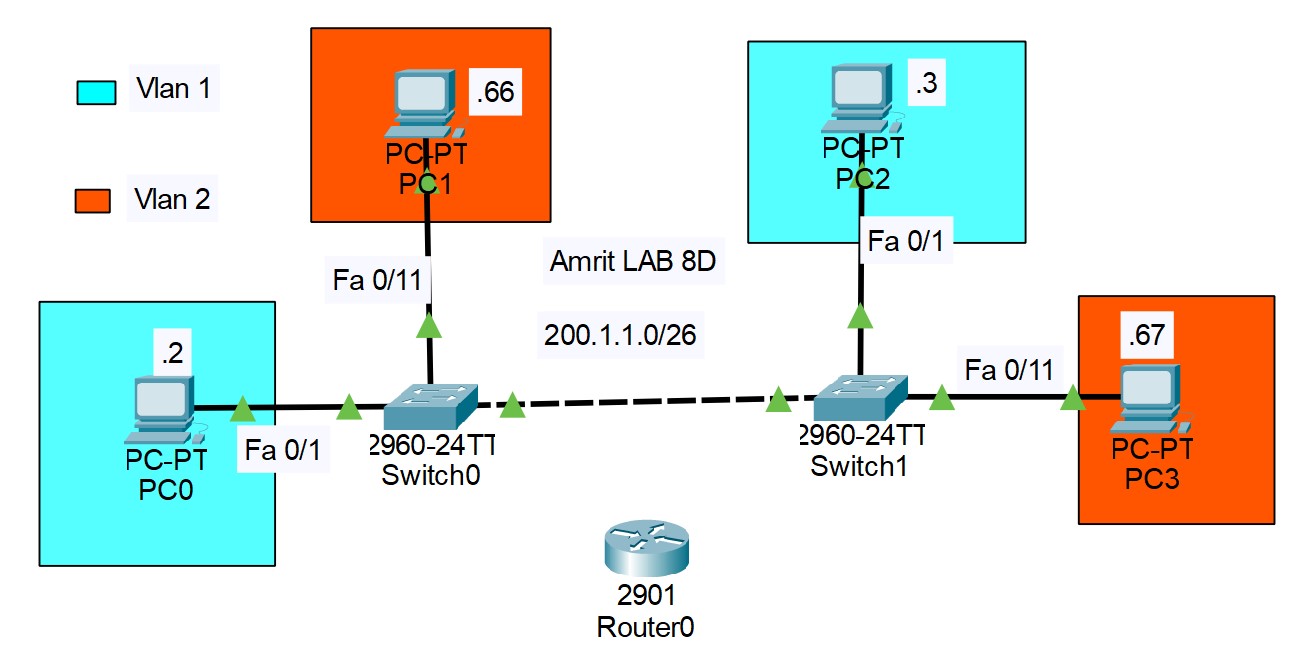 Vlan 1
Vlan 2
.66
PC-PT
PC1
Fa 0/11
.3
PC-PT
PC2
Fa 0/1
Amrit LAB 8D
200.1.1.0/26
.2
PC-PT
PC0
Fa 0/1
2960-24TT
Switch0
2960-24TT
Switch1
Fa 0/11
.67
PC-PT
PC3
2901
Router0